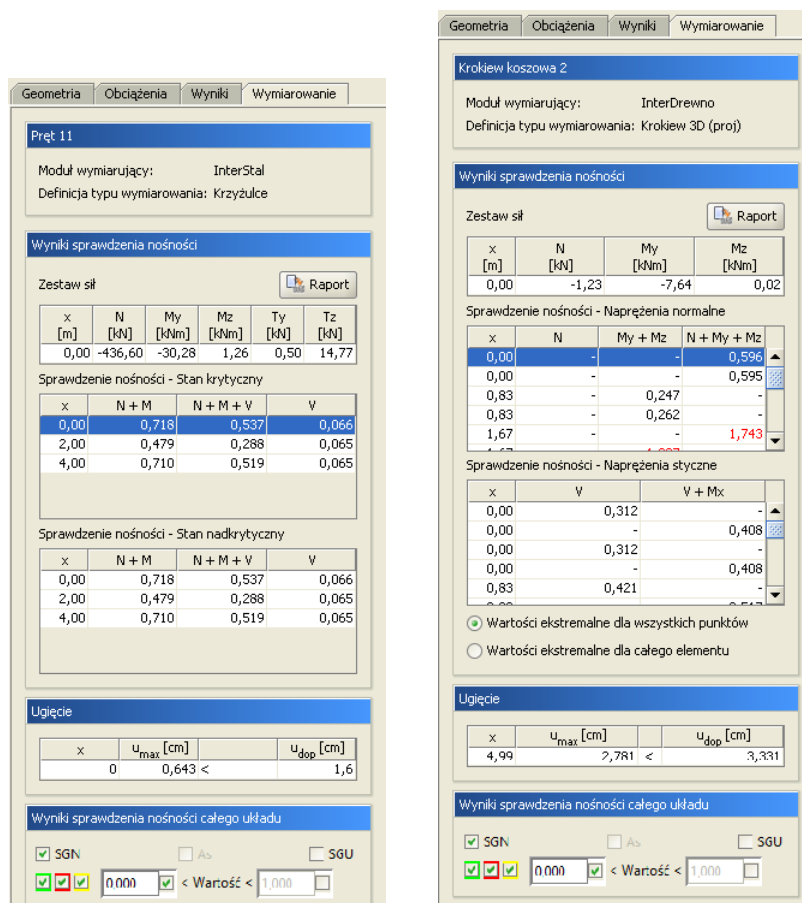 Geometria Obciążenia Wyniki Wymiarowanie
Pręt 11
Moduł wymiarujący: InterStal
Definicja typu wymiarowania: Krzyżulce
Wyniki sprawdzenia nośności
Zestaw sił Raport
x N My Mz Ty Tz
[m] [kN] [kNm] [kNm] [kN] [kN]
0,00 -436,60 -30,28 1,26 0,50 14,77
Sprawdzenie nośności - Stan krytyczny
x N + M N + M + V V
0,00 0,718 0,537 0,066
2,00 0,479 0,288 0,065
4,00 0,710 0,519 0,065
Sprawdzenie nośności - Stan nadkrytyczny
x N + M N + M + V V
0,00 0,718 0,537 0,066
2,00 0,479 0,288 0,065
4,00 0,710 0,519 0,065
Ugięcie
x umax [cm] udop [cm]
0 0,643 < 1,6
Wyniki sprawdzenia nośności całego układu
SGN As SGU
0,000 < Wartość < 1,000
Geometria Obciążenia Wyniki Wymiarowanie
Krokiew koszowa 2
Moduł wymiarujący: InterDrewno
Definicja typu wymiarowania: Krokiew 3D (proj)
Wyniki sprawdzenia nośności
Zestaw sił Raport
x N My Mz
[m] [kN] [kNm] [kNm]
0,00 -1,23 -7,64 0,02
Sprawdzenie nośności - Naprężenia normalne
x N My + Mz N + My + Mz
0,00 - - 0,596
0,00 - - 0,595
0,83 - 0,247 -
0,83 - 0,262 -
1,67 - - 1,743
Sprawdzenie nośności - Naprężenia styczne
x V V + Mx
0,00 0,312 -
0,00 - 0,408
0,00 0,312 -
0,00 - 0,408
0,83 0,421 -
Wartości ekstremalne dla wszystkich punktów
Wartości ekstremalne dla całego elementu
Ugięcie
x umax [cm] udop [cm]
4,99 2,781 < 3,331
Wyniki sprawdzenia nośności całego układu
SGN As SGU
0,000 < Wartość < 1,000